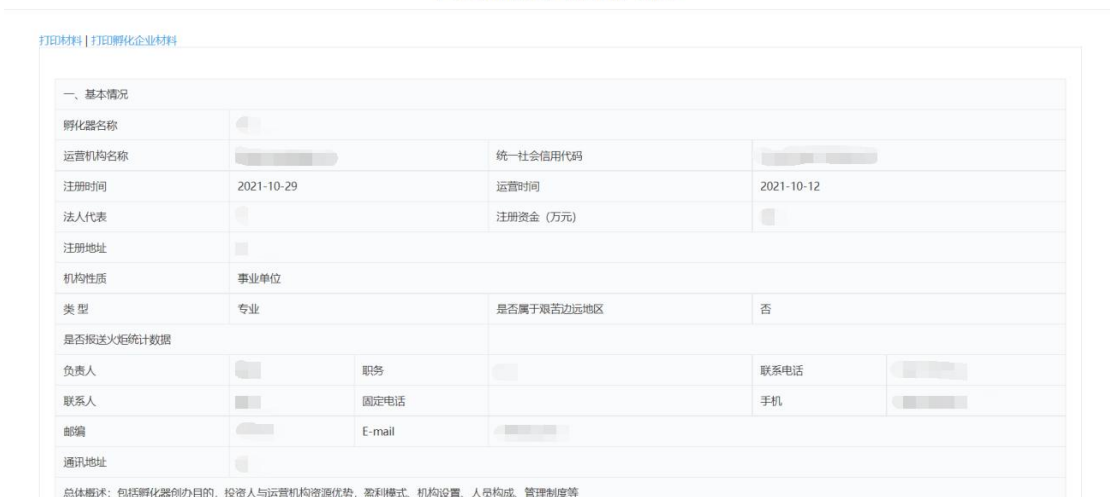 打印材料 | 打印孵化企业材料
一、基本情况
孵化器名称
运营机构名称 统一社会信用代码
注册时间 2021-10-29 运营时间 2021-10-12
法人代表 注册资金（万元）
注册地址
机构性质 事业单位
类 型 专业 是否属于艰苦边远地区 否
是否报送火炬统计数据
负责人 职务 联系电话
联系人 固定电话 手机
邮编 E-mail
通讯地址
总体概述：包括孵化器创办目的、投资人与运营机构资源优势、盈利模式、机构设置、人员构成、管理制度等